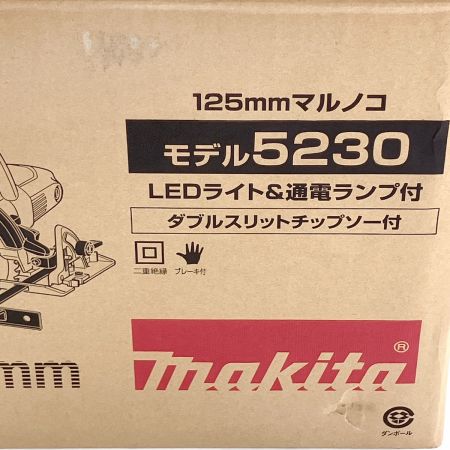 125mmマルノコ
モデル5230
LEDライト&通電ランプ付
ダブルスリットチップソー付
二重絶縁 ブレーキ付
mm
makita®
ダンボール